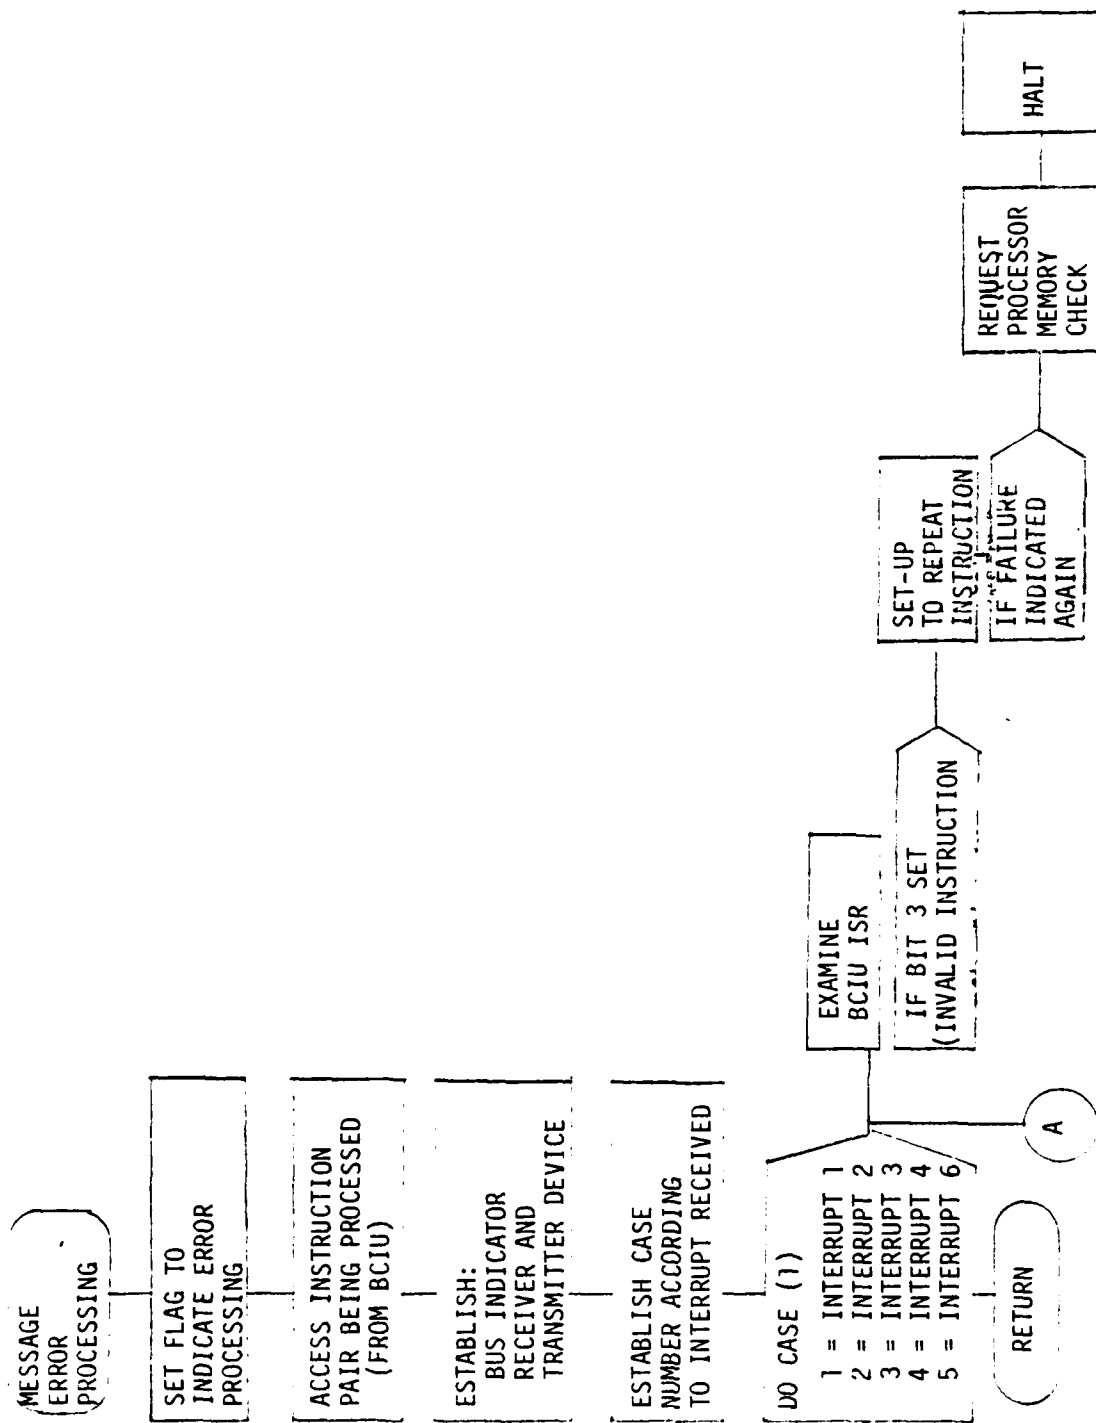 MESSAGE
ERROR
PROCESSING
SET FLAG TO
INDICATE ERROR
PROCESSING
ACCESS INSTRUCTION
PAIR BEING PROCESSED
(FROM BCIU)
ESTABLISH:
BUS INDICATOR
RECEIVER AND
TRANSMITTER DEVICE
ESTABLISH CASE
NUMBER ACCORDING
TO INTERRUPT RECEIVED
DO CASE (1)
1 = INTERRUPT 1
2 = INTERRUPT 2
3 = INTERRUPT 3
4 = INTERRUPT 4
5 = INTERRUPT 6
RETURN
A
EXAMINE
BCIU ISR
IF BIT 3 SET
(INVALID INSTRUCTION
SET-UP
TO REPEAT
INSTRUCTION
IF FAILURE
INDICATED
AGAIN
REQUEST
PROCESSOR
MEMORY
CHECK
HALT